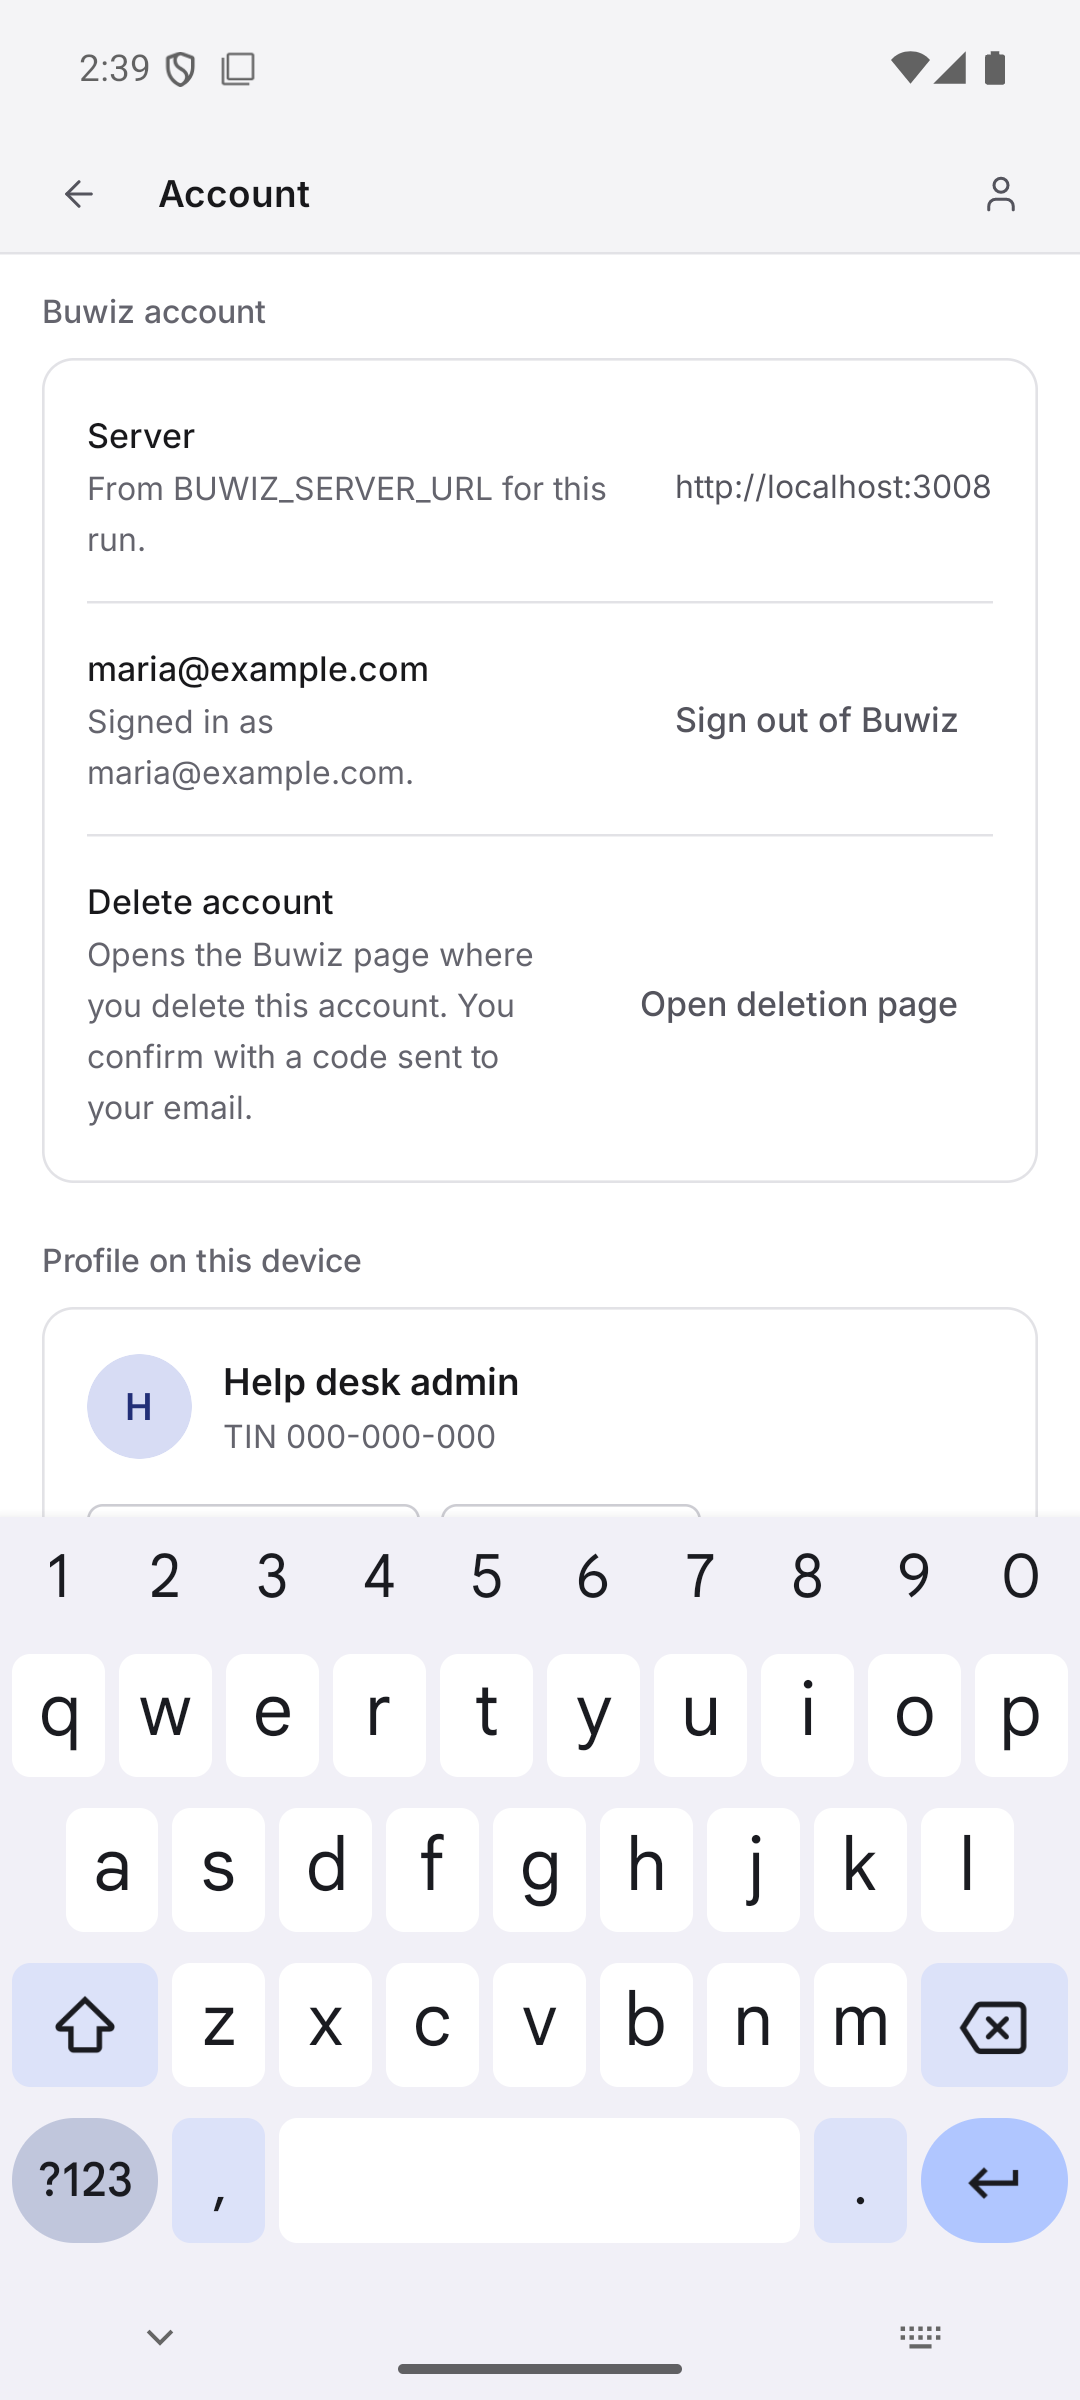 2:39
Account
Buwiz account
Server
From BUWIZ_SERVER_URL for this
run.
http://localhost:3008
maria@example.com
Signed in as
maria@example.com.
Sign out of Buwiz
Delete account
Opens the Buwiz page where
you delete this account. You
confirm with a code sent to
your email.
Open deletion page
Profile on this device
H
Help desk admin
TIN 000-000-000
1 2 3 4 5 6 7 8 9 0
q w e r t y u i o p
a s d f g h j k l
z x c v b n m
?123 , .